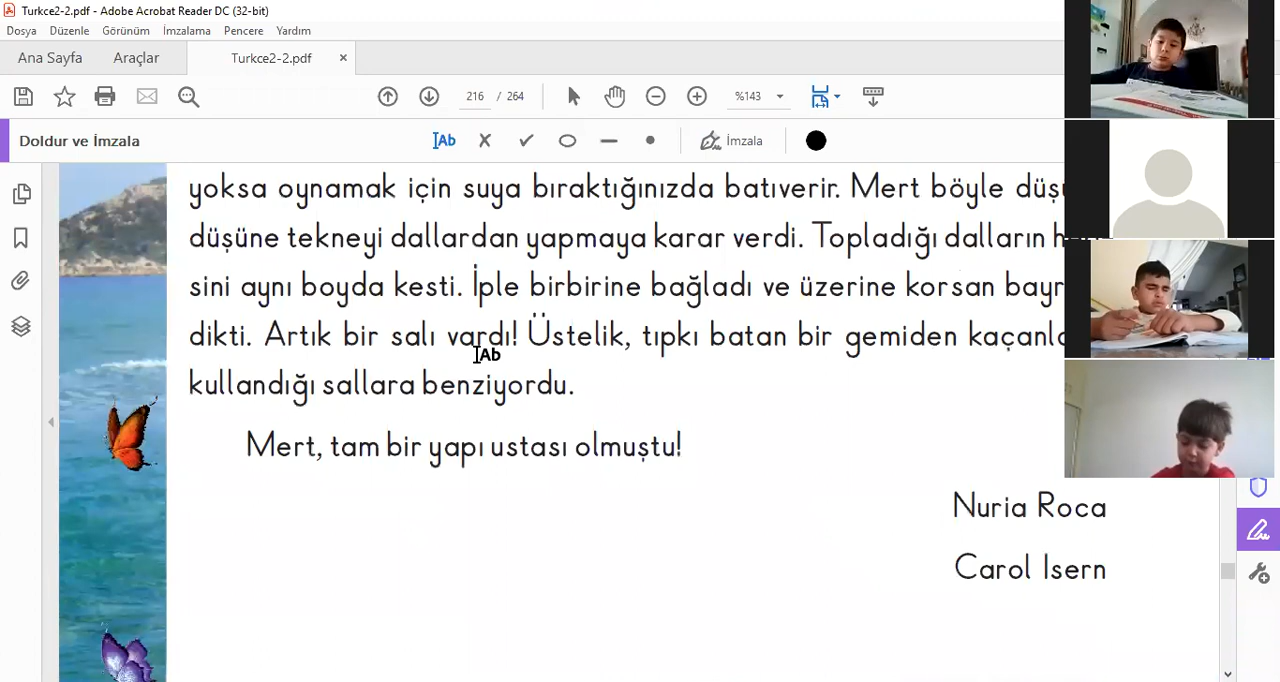 Turkce2-2.pdf - Adobe Acrobat Reader DC (32-bit)
Dosya Düzenle Görünüm İmzalama Pencere Yardım
Ana Sayfa Araçlar Turkce2-2.pdf ×
216 / 264 %143
Doldur ve İmzala Ab İmzala
yoksa oynamak için suya bıraktığınızda batıverir. Mert böyle
düşüne tekneyi dallardan yapmaya karar verdi. Topladığı dalların
sini aynı boyda kesti. İple birbirine bağladı ve üzerine korsan
dikti. Artık bir salı vardı! Üstelik, tıpkı batan bir gemiden
Ab
kullandığı sallara benziyordu.
Mert, tam bir yapı ustası olmuştu!
Nuria Roca
Carol Isern